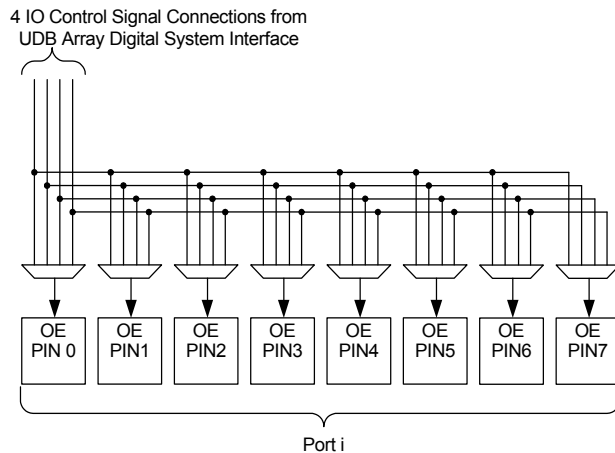 4 IO Control Signal Connections from
UDB Array Digital System Interface
OE
PIN 0
OE
PIN1
OE
PIN2
OE
PIN3
OE
PIN4
OE
PIN5
OE
PIN6
OE
PIN7
Port i